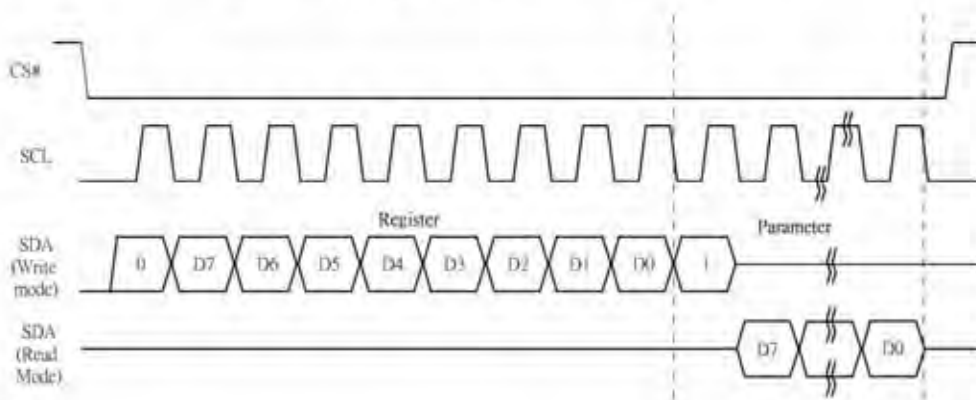 CS#
SCL
Register
Parameter
SDA
(Write
mode)
0 D7 D6 D5 D4 D3 D2 D1 D0 1
SDA
(Read
Mode)
D7 D0